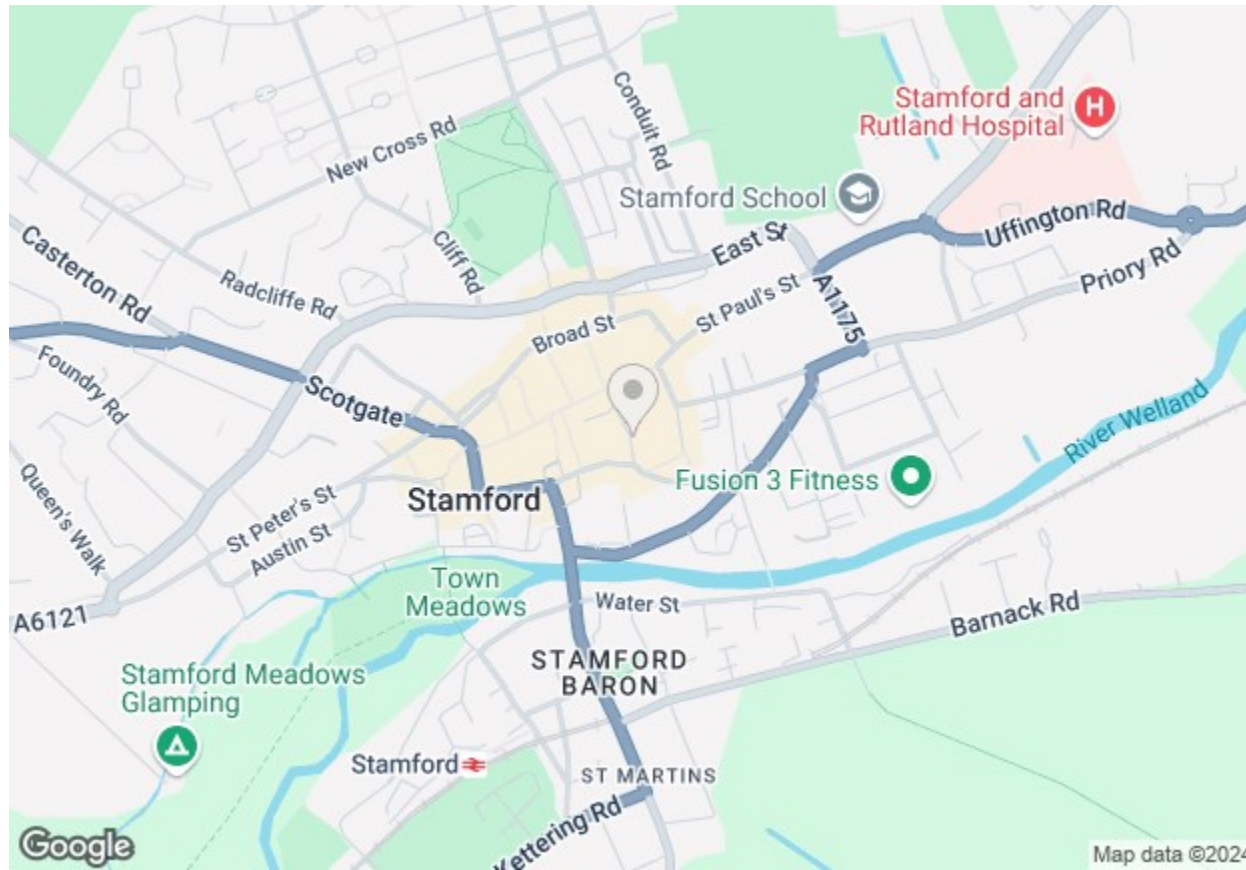 Conduit Rd
New Cross Rd
Stamford and
Rutland Hospital
H
Stamford School
Uffington Rd
East St
Cliff Rd
Casterton Rd
Radcliffe Rd
Priory Rd
St Paul's St
A1175
Broad St
Foundry Rd
Scotgate
River Welland
Fusion 3 Fitness
Queen's Walk
Stamford
St Peter's St
Austin St
Town
Meadows
Water St
Barnack Rd
A6121
STAMFORD
BARON
Stamford Meadows
Glamping
Stamford
ST MARTINS
Kettering Rd
Google
Map data ©2024